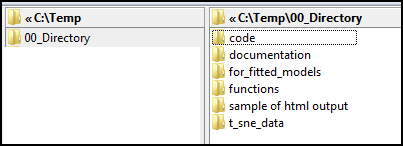 « C:\Temp
00_Directory
« C:\Temp\00_Directory
code
documentation
for_fitted_models
functions
sample of html output
t_sne_data